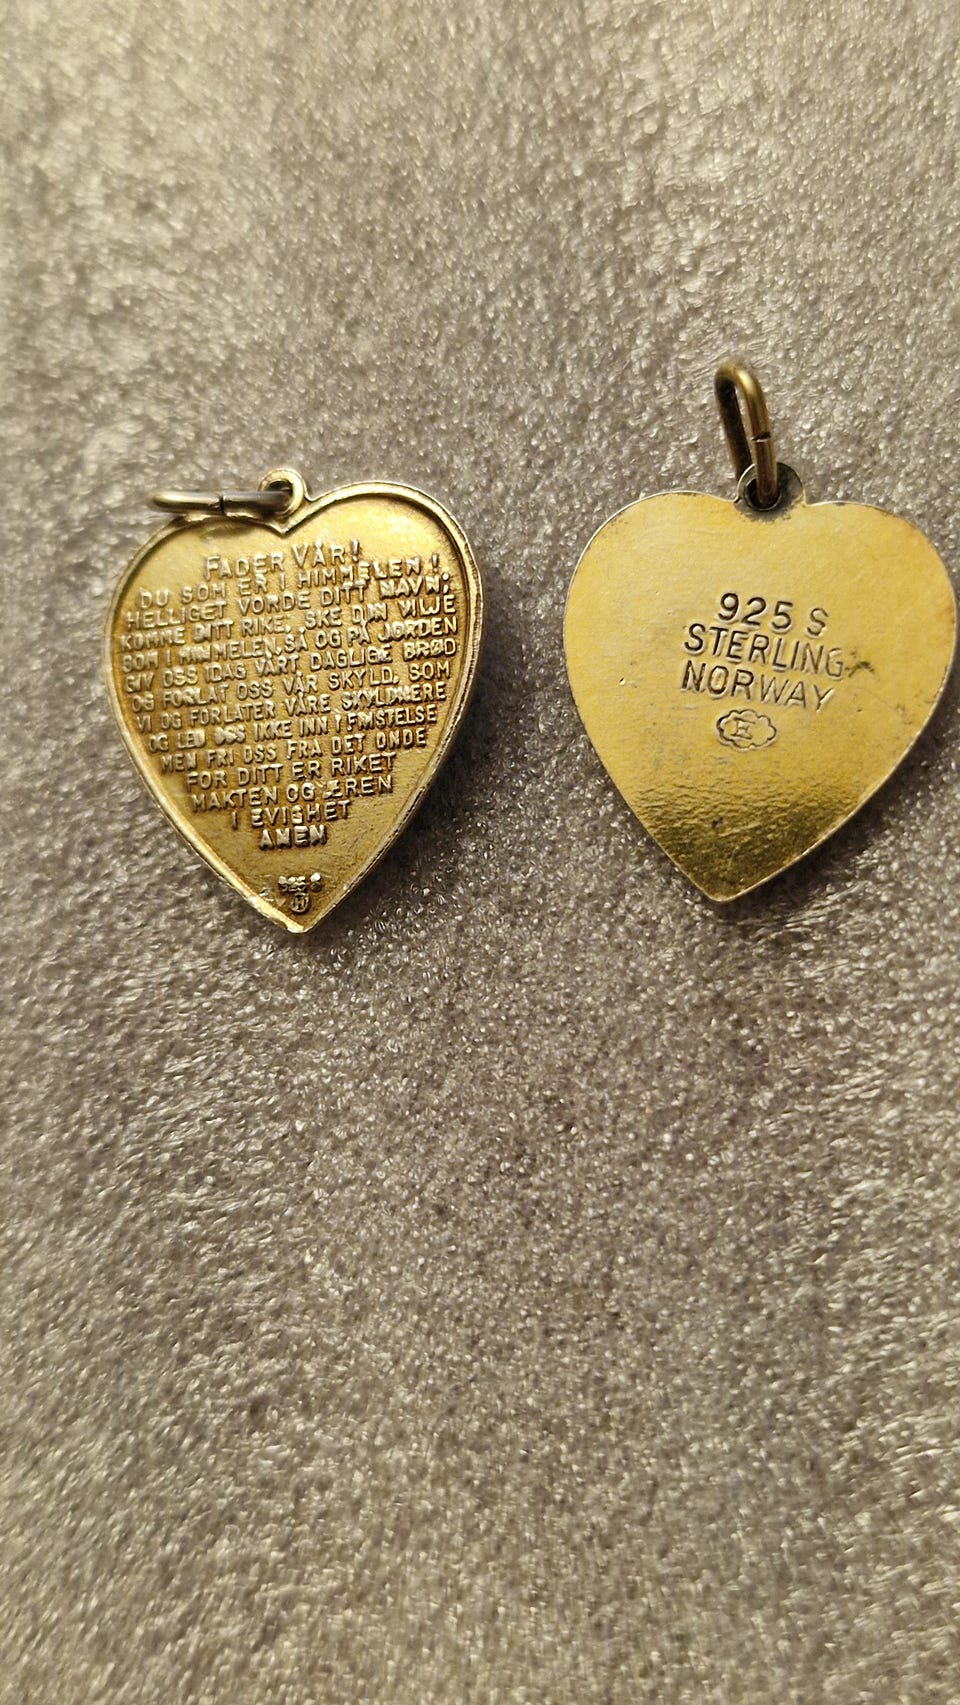 FADER VÅR!
DU SOM ER I HIMMELEN!
HELLIGET VORDE DITT NAVN;
KOMME DITT RIKE, SKE DIN VILJE
SOM I HIMMELEN, SÅ OG PÅ JORDEN
GIV OSS IDAG VÅRT DAGLIGE BRØD
OG FORLAT OSS VÅR SKYLD, SOM
VI OG FORLATER VÅRE SKYLDNERE
OG LED OSS IKKE INN I FRISTELSE
MEN FRI OSS FRA DET ONDE
FOR DITT ER RIKET
MAKTEN OG ÆREN
I EVIGHET
AMEN
925 S
H
925 S
STERLING
NORWAY
E